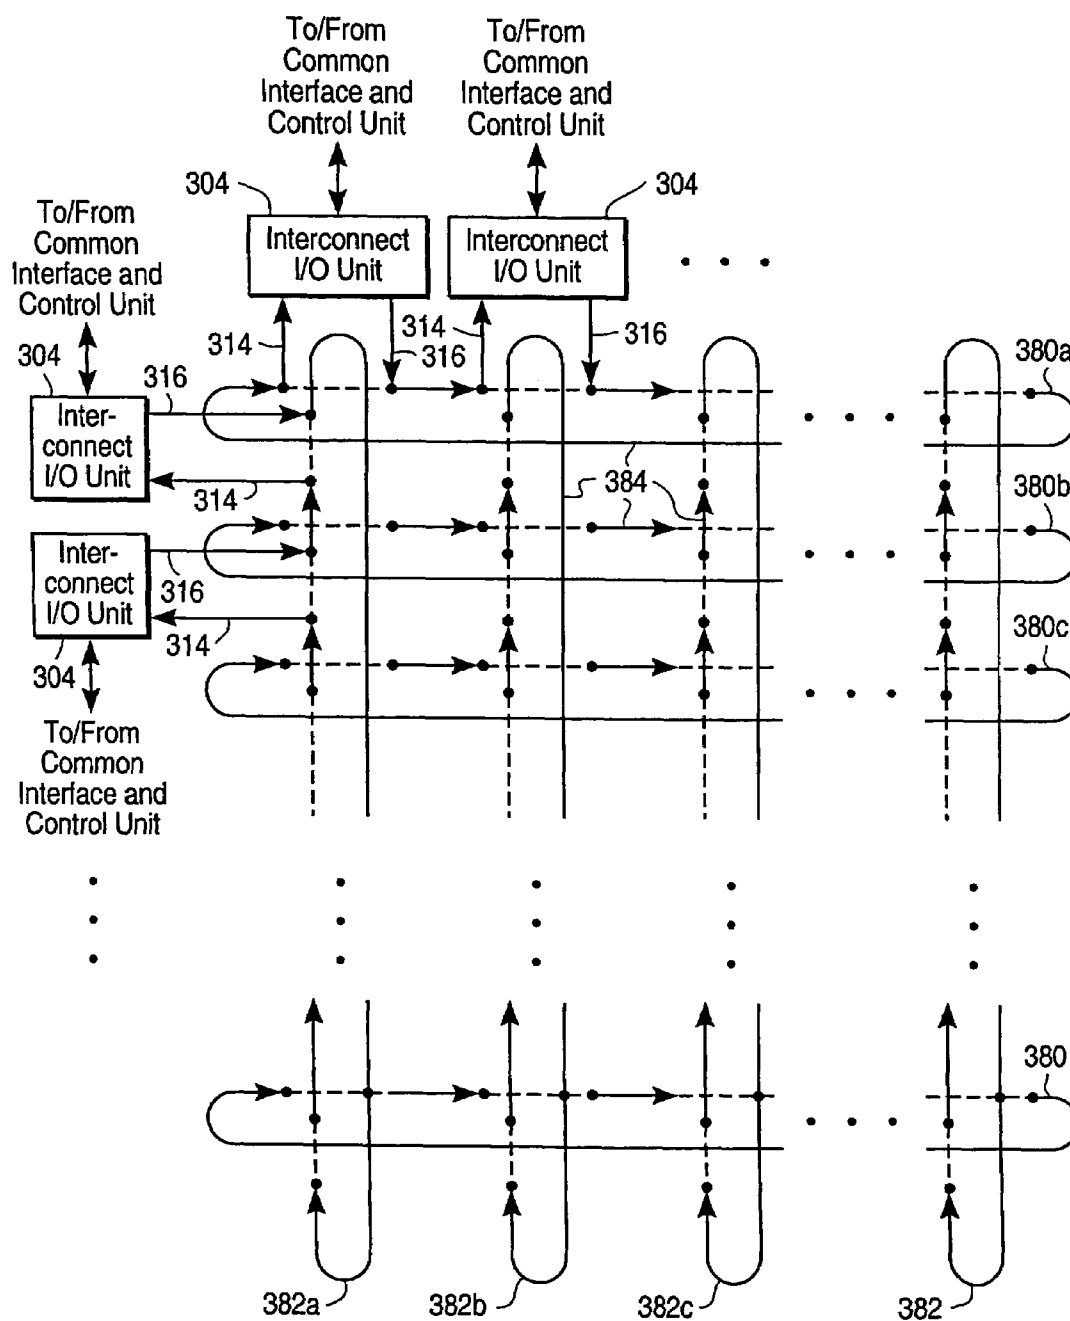 To/From
Common
Interface and
Control Unit
To/From
Common
Interface and
Control Unit
304
304
Interconnect
I/O Unit
Interconnect
I/O Unit
To/From
Common
Interface and
Control Unit
314
316
314
316
304
316
380a
Inter-
connect
I/O Unit
314
384
380b
Inter-
connect
I/O Unit
316
314
304
380c
To/From
Common
Interface and
Control Unit
380
382a
382b
382c
382